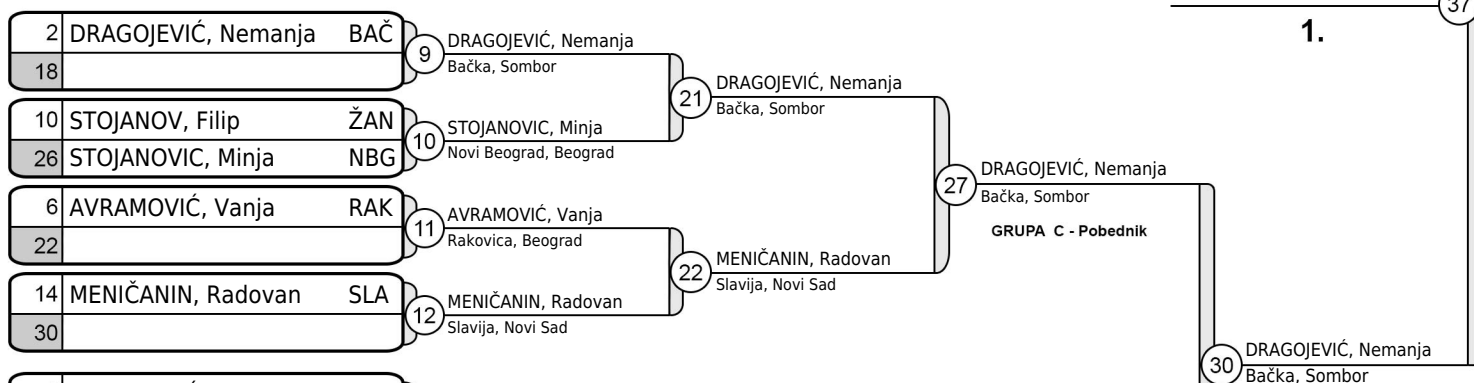 37
1.
2 DRAGOJEVIĆ, Nemanja BAČ
18
9
DRAGOJEVIĆ, Nemanja
Bačka, Sombor
10 STOJANOV, Filip ŽAN
26 STOJANOVIC, Minja NBG
10
STOJANOVIC, Minja
Novi Beograd, Beograd
21
DRAGOJEVIĆ, Nemanja
Bačka, Sombor
6 AVRAMOVIĆ, Vanja RAK
22
11
AVRAMOVIĆ, Vanja
Rakovica, Beograd
14 MENIČANIN, Radovan SLA
30
12
MENIČANIN, Radovan
Slavija, Novi Sad
22
MENIČANIN, Radovan
Slavija, Novi Sad
27
DRAGOJEVIĆ, Nemanja
Bačka, Sombor
GRUPA C - Pobednik
30
DRAGOJEVIĆ, Nemanja
Bačka, Sombor